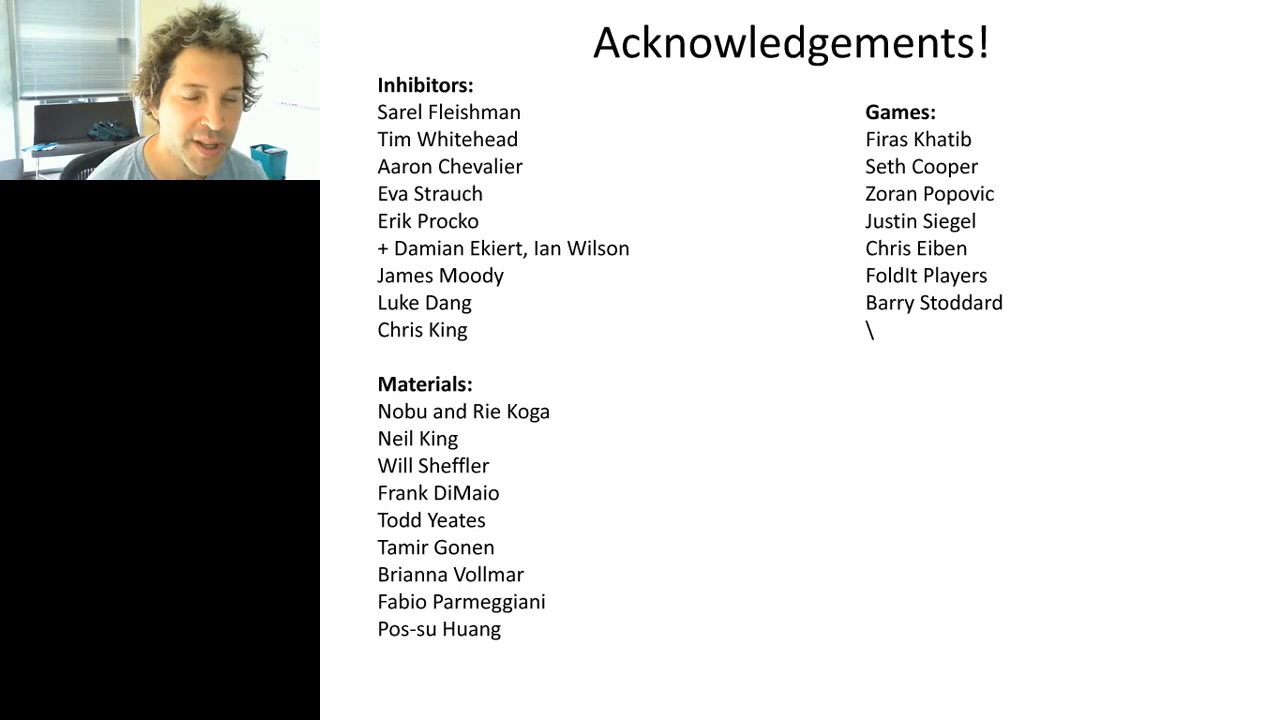 Acknowledgements!
Inhibitors:
Sarel Fleishman
Tim Whitehead
Aaron Chevalier
Eva Strauch
Erik Procko
+ Damian Ekiert, Ian Wilson
James Moody
Luke Dang
Chris King
Materials:
Nobu and Rie Koga
Neil King
Will Sheffler
Frank DiMaio
Todd Yeates
Tamir Gonen
Brianna Vollmar
Fabio Parmeggiani
Pos-su Huang
Games:
Firas Khatib
Seth Cooper
Zoran Popovic
Justin Siegel
Chris Eiben
FoldIt Players
Barry Stoddard
\